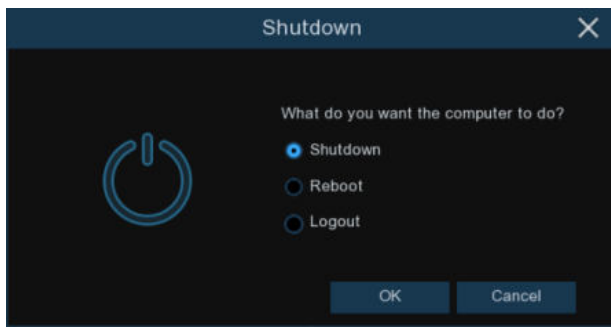 Shutdown
What do you want the computer to do?
Shutdown
Reboot
Logout
OK Cancel